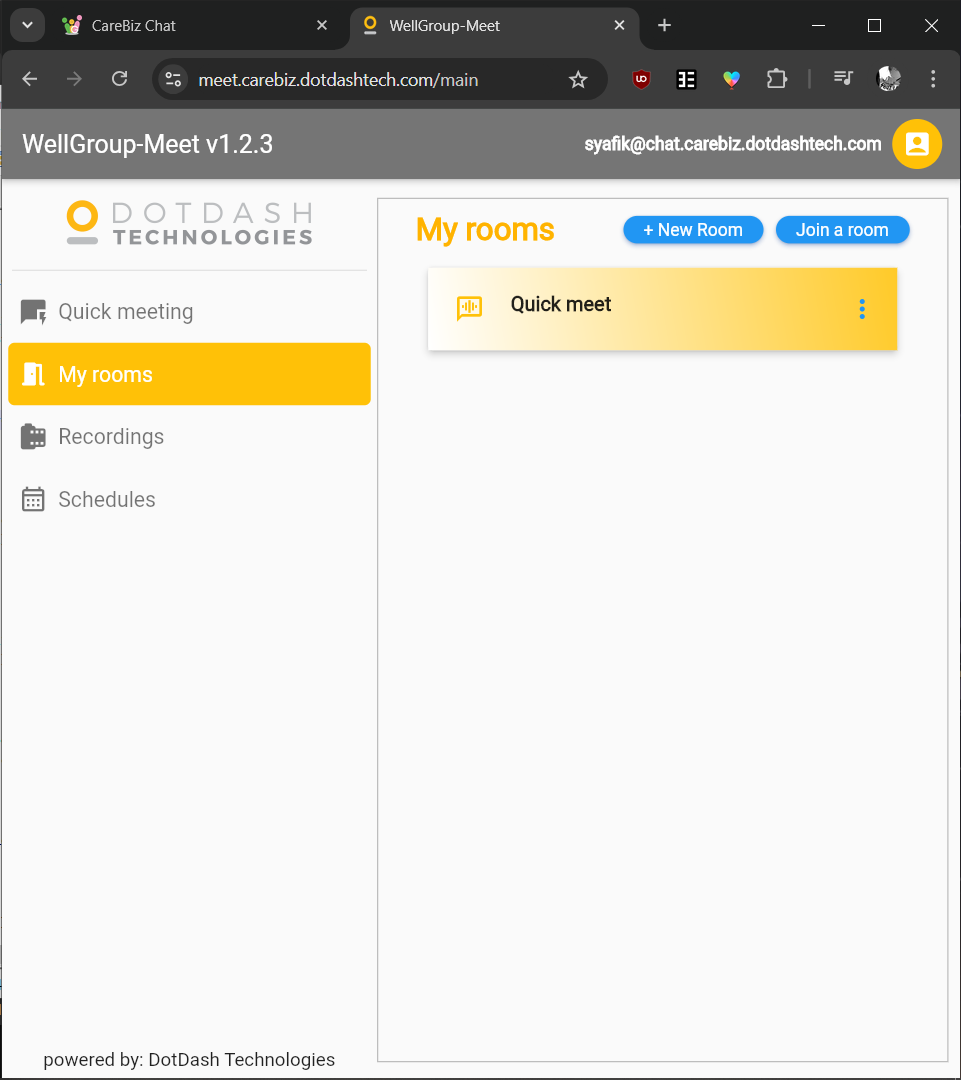 CareBiz Chat
WellGroup-Meet
meet.carebiz.dotdashtech.com/main
WellGroup-Meet v1.2.3
syafik@chat.carebiz.dotdashtech.com
DOTDASH
TECHNOLOGIES
My rooms
+ New Room
Join a room
Quick meet
Quick meeting
My rooms
Recordings
Schedules
powered by: DotDash Technologies